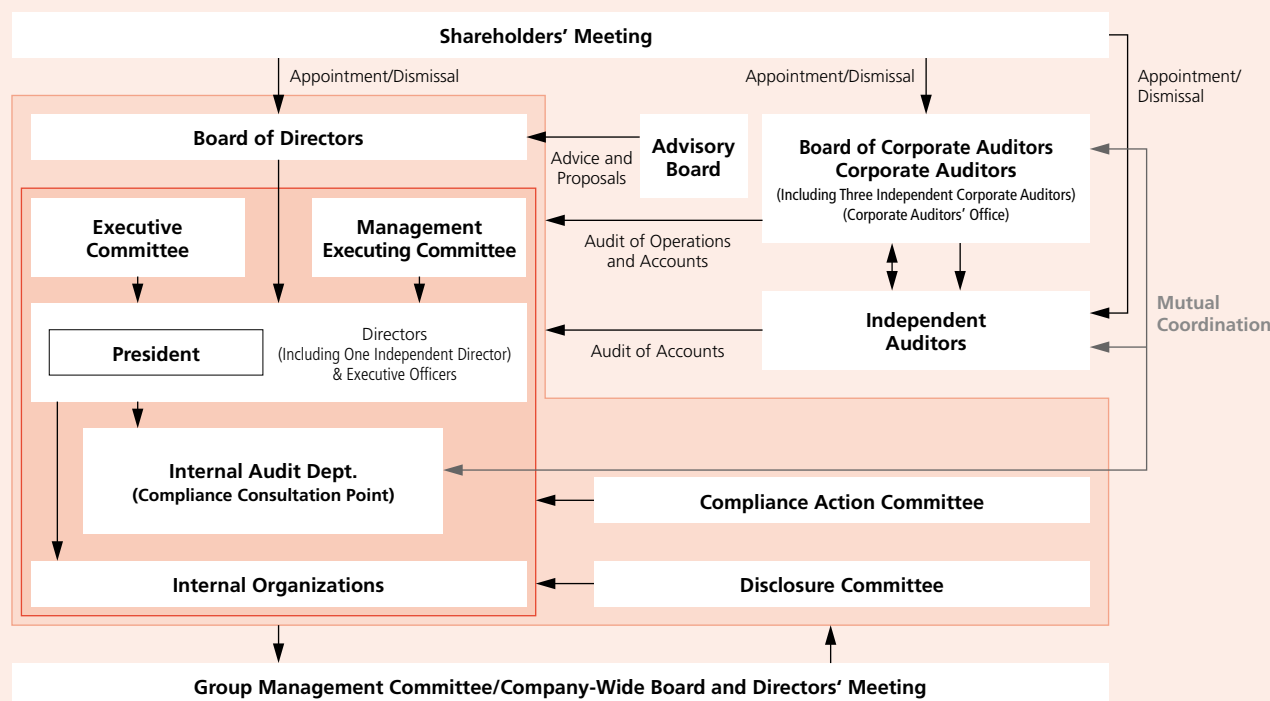 Shareholders’ Meeting
Appointment/Dismissal
Appointment/Dismissal
Appointment/
Dismissal
Board of Directors
Advice and
Proposals
Advisory
Board
Board of Corporate Auditors
Corporate Auditors
(Including Three Independent Corporate Auditors)
(Corporate Auditors’ Office)
Executive
Committee
Management
Executing Committee
Audit of Operations
and Accounts
President
Directors
(Including One Independent Director)
& Executive Officers
Audit of Accounts
Independent
Auditors
Mutual
Coordination
Internal Audit Dept.
(Compliance Consultation Point)
Compliance Action Committee
Internal Organizations
Disclosure Committee
Group Management Committee/Company-Wide Board and Directors‘ Meeting